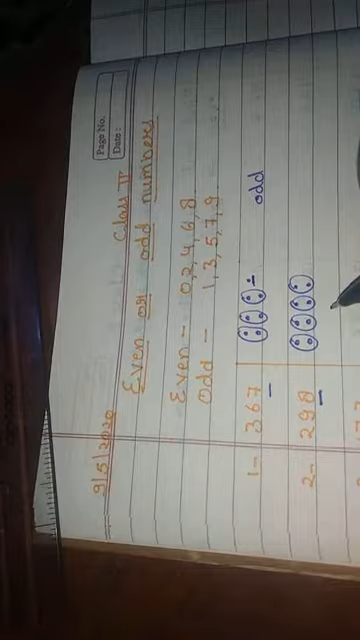 Page No.
Date :
9/5/2020
Class II
Even or odd numbers
Even - 0,2,4,6,8
Odd - 1,3,5,7,9
1- 367 odd
2- 298